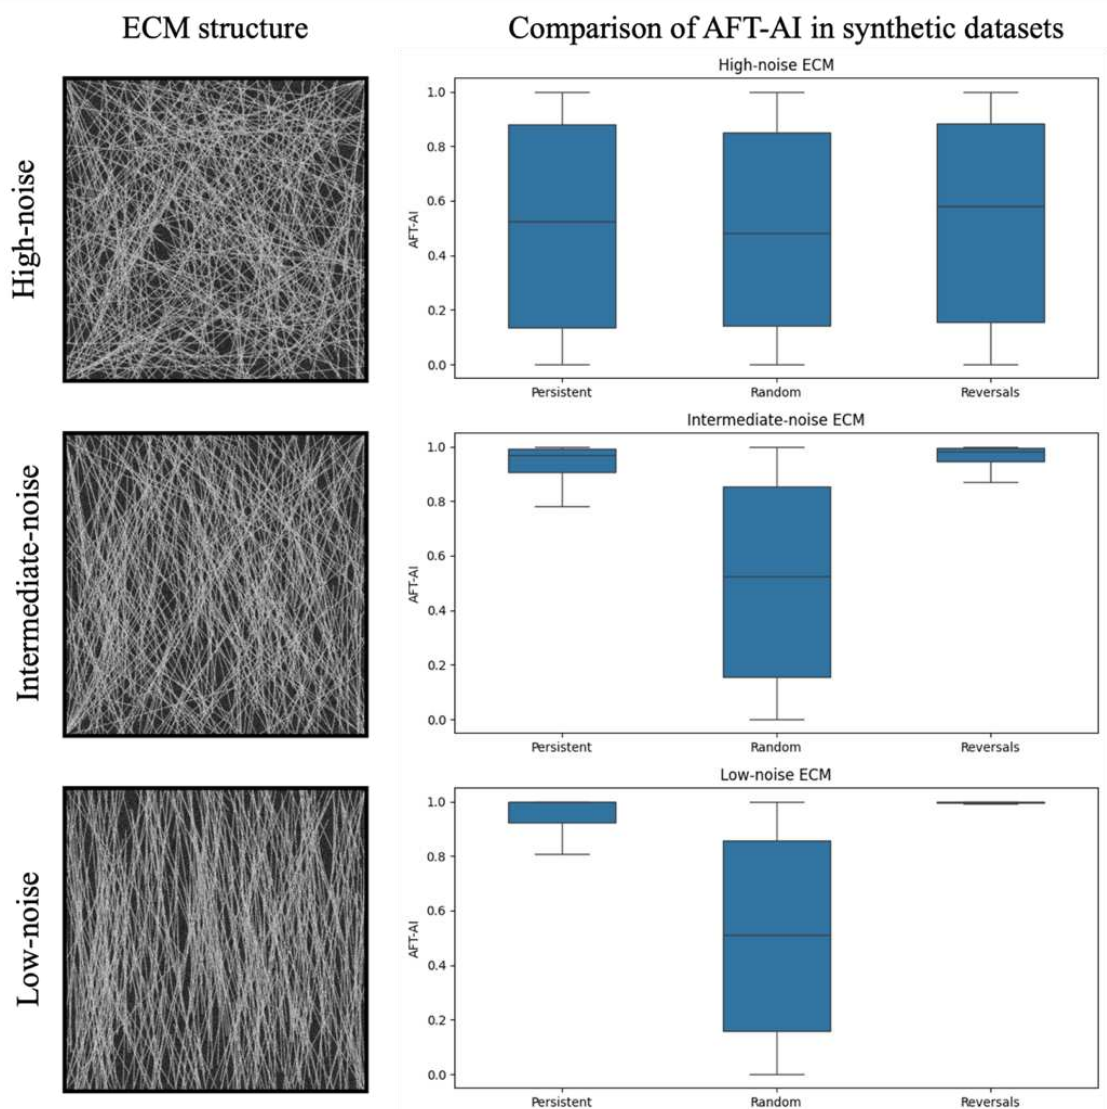 ECM structure
Comparison of AFT-AI in synthetic datasets
High-noise
High-noise ECM
AFT-AI
1.0
0.8
0.6
0.4
0.2
0.0
Persistent
Random
Reversals
Intermediate-noise
Intermediate-noise ECM
AFT-AI
1.0
0.8
0.6
0.4
0.2
0.0
Persistent
Random
Reversals
Low-noise
Low-noise ECM
AFT-AI
1.0
0.8
0.6
0.4
0.2
0.0
Persistent
Random
Reversals